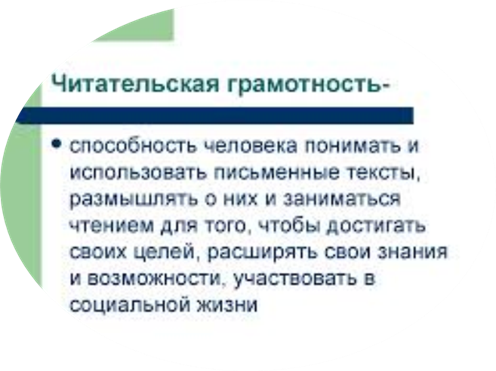 Читательская грамотность-
• способность человека понимать и
использовать письменные тексты,
размышлять о них и заниматься
чтением для того, чтобы достигать
своих целей, расширять свои знания
и возможности, участвовать в
социальной жизни